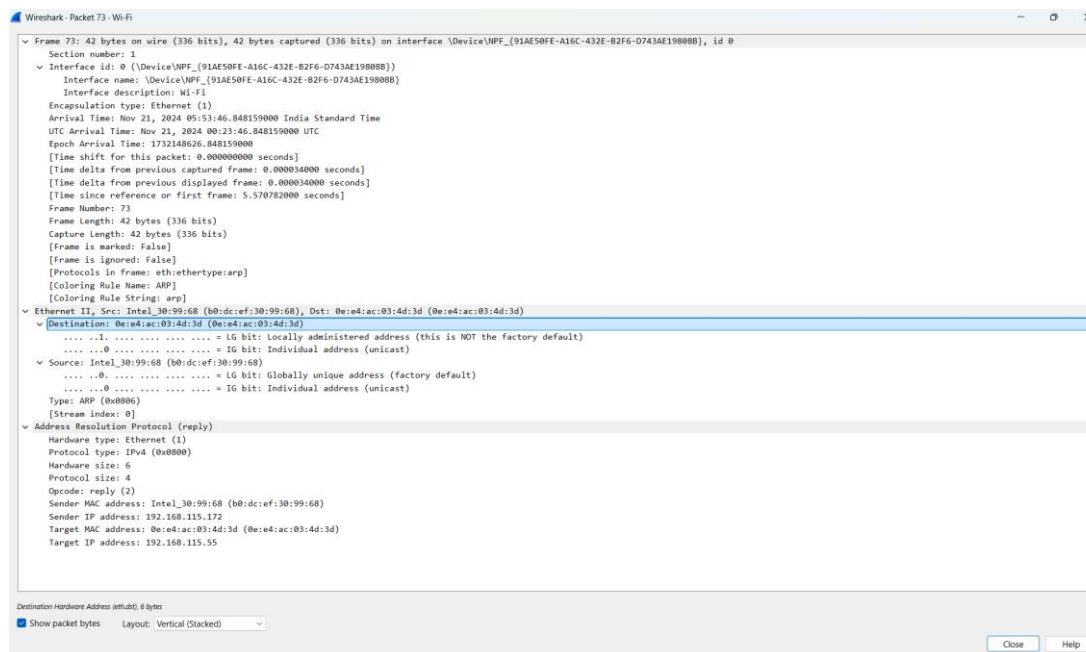 Wireshark · Packet 73 · Wi-Fi
Frame 73: 42 bytes on wire (336 bits), 42 bytes captured (336 bits) on interface \Device\NPF_{91AE50FE-A16C-432E-B2F6-D743AE19808B}, id 0
Section number: 1
Interface id: 0 (\Device\NPF_{91AE50FE-A16C-432E-B2F6-D743AE19808B})
Interface name: \Device\NPF_{91AE50FE-A16C-432E-B2F6-D743AE19808B}
Interface description: Wi-Fi
Encapsulation type: Ethernet (1)
Arrival Time: Nov 21, 2024 05:53:46.848159000 India Standard Time
UTC Arrival Time: Nov 21, 2024 00:23:46.848159000 UTC
Epoch Arrival Time: 1732148626.848159000
[Time shift for this packet: 0.000000000 seconds]
[Time delta from previous captured frame: 0.000034000 seconds]
[Time delta from previous displayed frame: 0.000034000 seconds]
[Time since reference or first frame: 5.570782000 seconds]
Frame Number: 73
Frame Length: 42 bytes (336 bits)
Capture Length: 42 bytes (336 bits)
[Frame is marked: False]
[Frame is ignored: False]
[Protocols in frame: eth:ethertype:arp]
[Coloring Rule Name: ARP]
[Coloring Rule String: arp]
Ethernet II, Src: Intel_30:99:68 (b0:dc:ef:30:99:68), Dst: 0e:e4:ac:03:4d:3d (0e:e4:ac:03:4d:3d)
Destination: 0e:e4:ac:03:4d:3d (0e:e4:ac:03:4d:3d)
.... ..1. .... .... .... .... = LG bit: Locally administered address (this is NOT the factory default)
.... ...0 .... .... .... .... = IG bit: Individual address (unicast)
Source: Intel_30:99:68 (b0:dc:ef:30:99:68)
.... ..0. .... .... .... .... = LG bit: Globally unique address (factory default)
.... ...0 .... .... .... .... = IG bit: Individual address (unicast)
Type: ARP (0x0806)
[Stream index: 0]
Address Resolution Protocol (reply)
Hardware type: Ethernet (1)
Protocol type: IPv4 (0x0800)
Hardware size: 6
Protocol size: 4
Opcode: reply (2)
Sender MAC address: Intel_30:99:68 (b0:dc:ef:30:99:68)
Sender IP address: 192.168.115.172
Target MAC address: 0e:e4:ac:03:4d:3d (0e:e4:ac:03:4d:3d)
Target IP address: 192.168.115.55
Destination Hardware Address (eth.dst), 6 bytes
Show packet bytes Layout: Vertical (Stacked)
Close Help